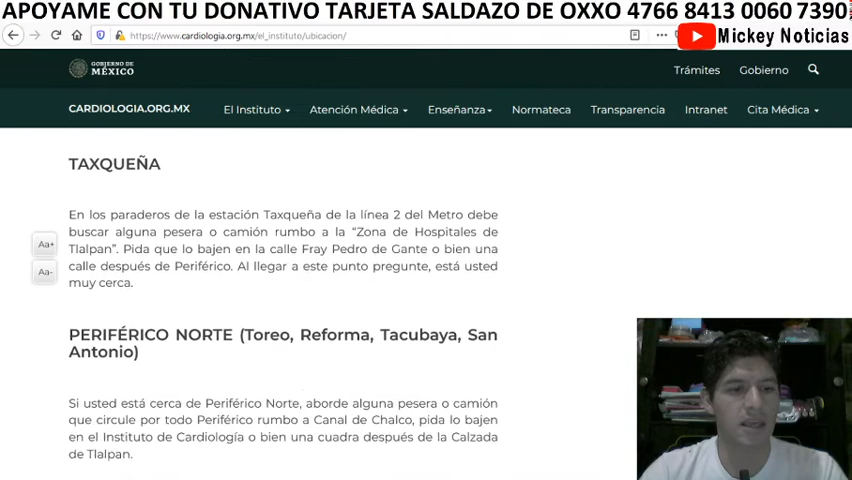 APOYAME CON TU DONATIVO TARJETA SALDAZO DE OXXO 4766 8413 0060 7390
https://www.cardiologia.org.mx/el_instituto/ubicacion/
Mickey Noticias
GOBIERNO DE
MÉXICO
Trámites Gobierno
CARDIOLOGIA.ORG.MX El Instituto Atención Médica Enseñanza Normateca Transparencia Intranet Cita Médica
TAXQUEÑA
En los paraderos de la estación Taxqueña de la línea 2 del Metro debe
buscar alguna pesera o camión rumbo a la “Zona de Hospitales de
Tlalpan”. Pida que lo bajen en la calle Fray Pedro de Gante o bien una
calle después de Periférico. Al llegar a este punto pregunte, está usted
muy cerca.
Aa+
Aa-
PERIFÉRICO NORTE (Toreo, Reforma, Tacubaya, San
Antonio)
Si usted está cerca de Periférico Norte, aborde alguna pesera o camión
que circule por todo Periférico rumbo a Canal de Chalco, pida lo bajen
en el Instituto de Cardiología o bien una cuadra después de la Calzada
de Tlalpan.